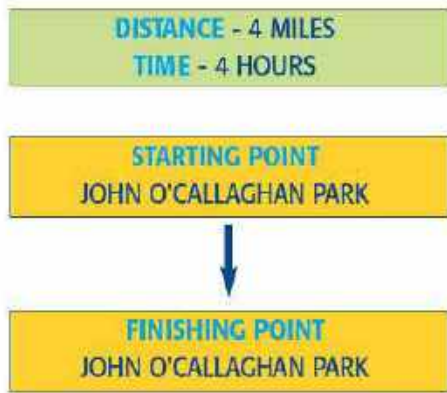 DISTANCE - 4 MILES
TIME - 4 HOURS
STARTING POINT
JOHN O'CALLAGHAN PARK
FINISHING POINT
JOHN O'CALLAGHAN PARK